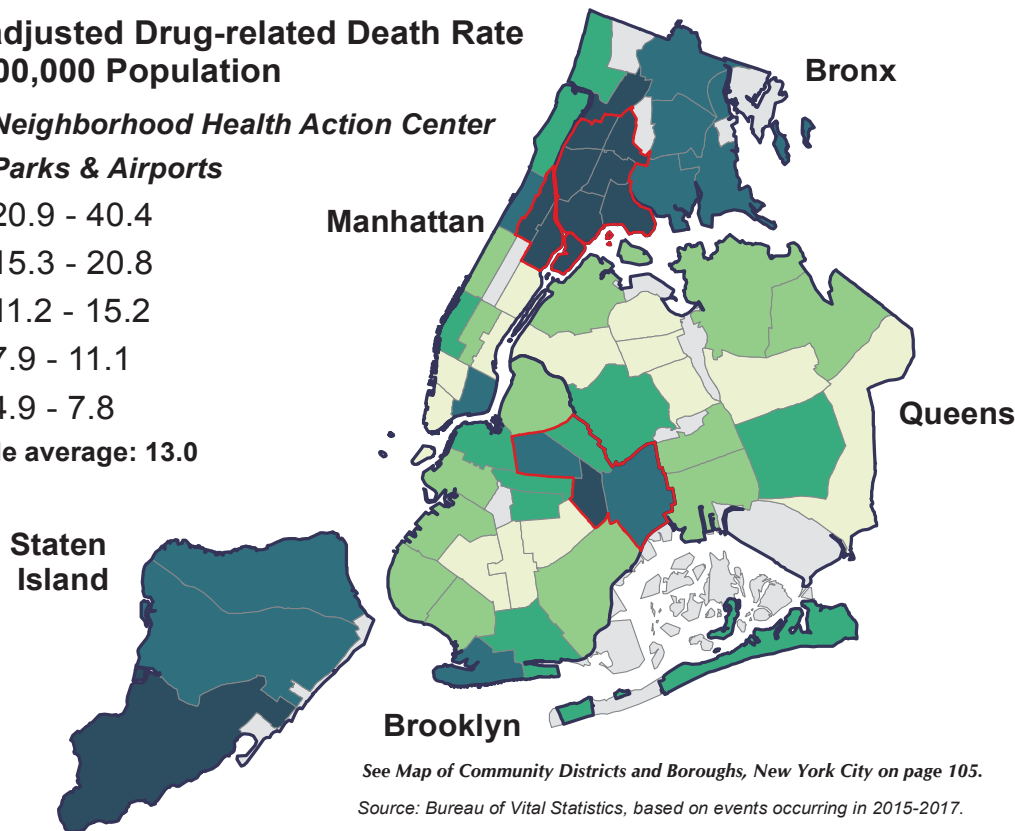 adjusted Drug-related Death Rate
00,000 Population
Neighborhood Health Action Center
Parks & Airports
20.9 - 40.4
15.3 - 20.8
11.2 - 15.2
7.9 - 11.1
4.9 - 7.8
e average: 13.0
Bronx
Manhattan
Queens
Staten
Island
Brooklyn
See Map of Community Districts and Boroughs, New York City on page 105.
Source: Bureau of Vital Statistics, based on events occurring in 2015-2017.